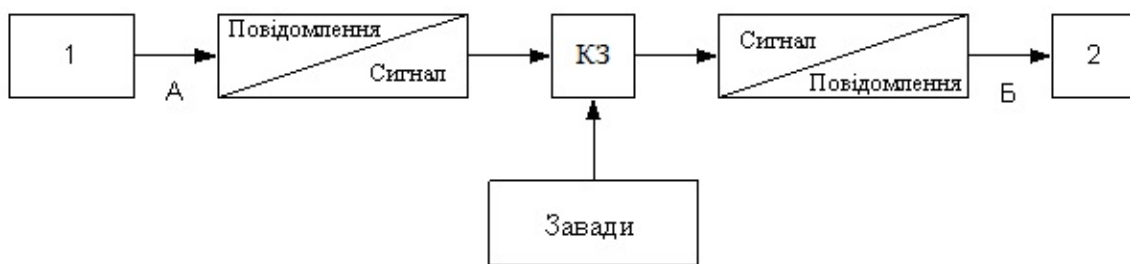 1
А
Повідомлення
Сигнал
КЗ
Сигнал
Повідомлення
Б
2
Завади